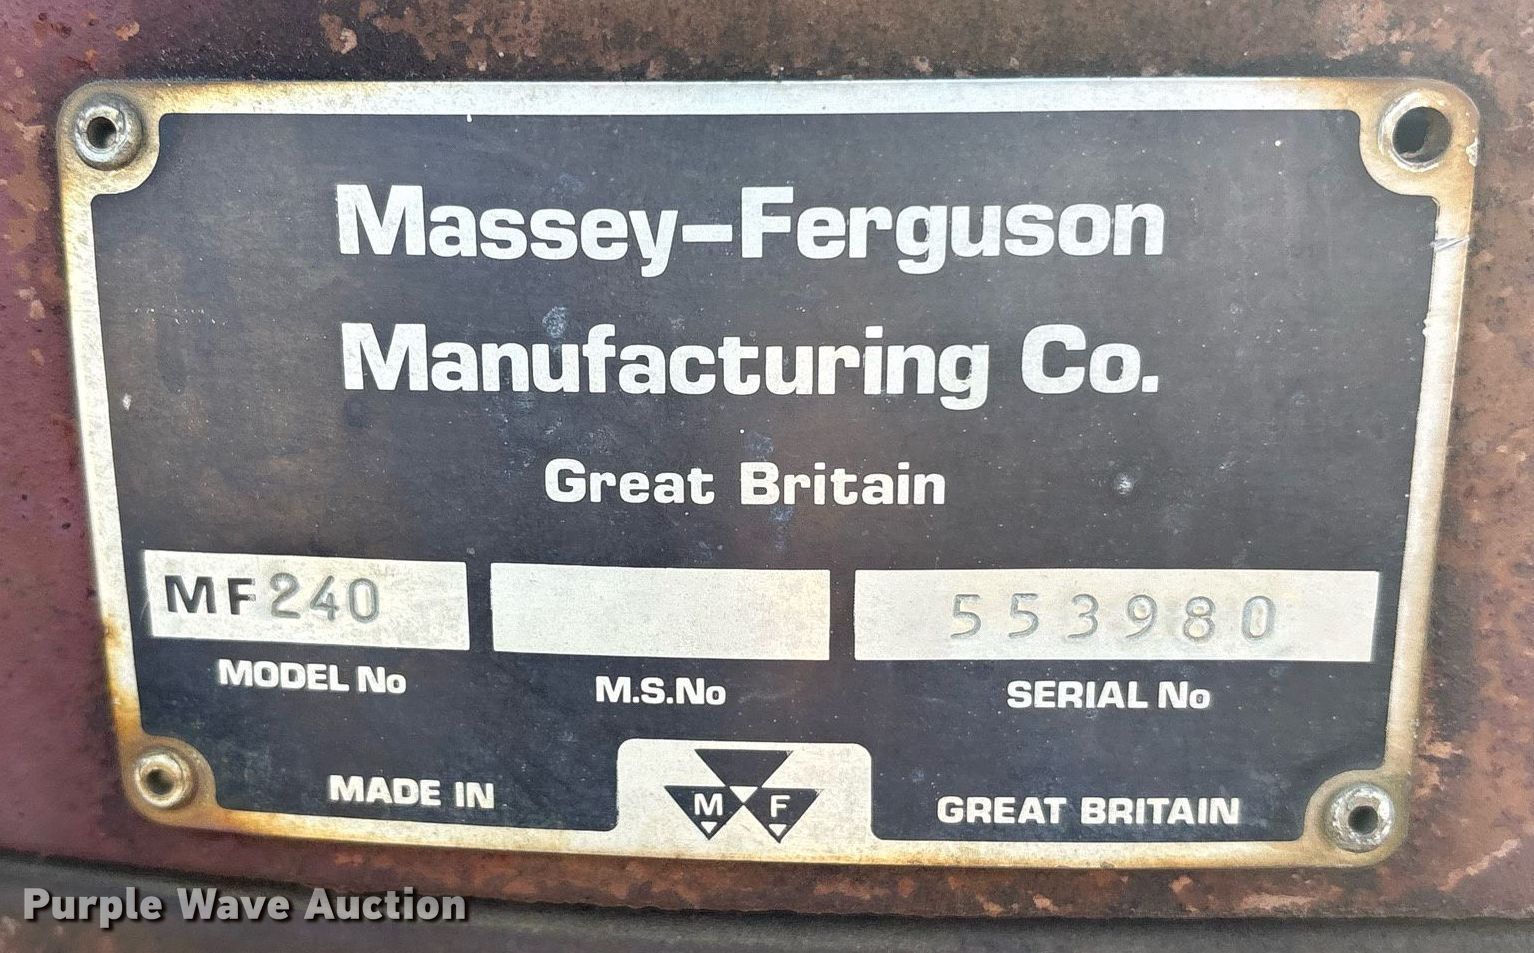 Massey-Ferguson
Manufacturing Co.
Great Britain
MF240 553980
MODEL No M.S.No SERIAL No
MADE IN M F GREAT BRITAIN
Purple Wave Auction